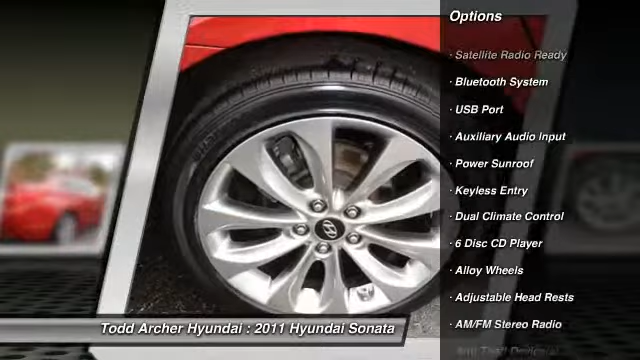 Options
· Satellite Radio Ready
· Bluetooth System
· USB Port
· Auxiliary Audio Input
· Power Sunroof
· Keyless Entry
· Dual Climate Control
· 6 Disc CD Player
· Alloy Wheels
· Adjustable Head Rests
· AM/FM Stereo Radio
Todd Archer Hyundai : 2011 Hyundai Sonata